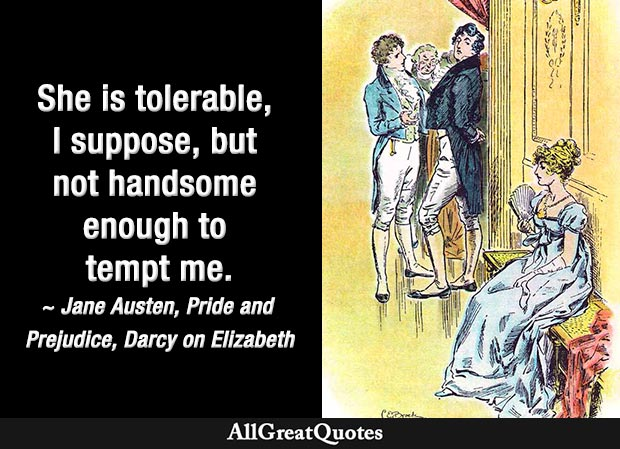 She is tolerable,
I suppose, but
not handsome
enough to
tempt me.
~ Jane Austen, Pride and
Prejudice, Darcy on Elizabeth
C E Brock
AllGreatQuotes